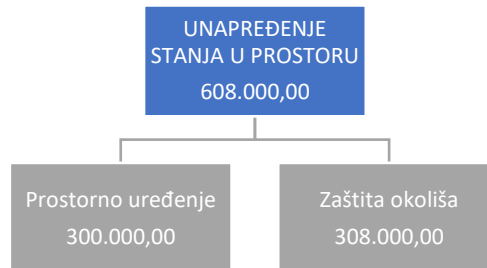 UNAPREĐENJE
STANJA U PROSTORU
608.000,00
Prostorno uređenje
300.000,00
Zaštita okoliša
308.000,00